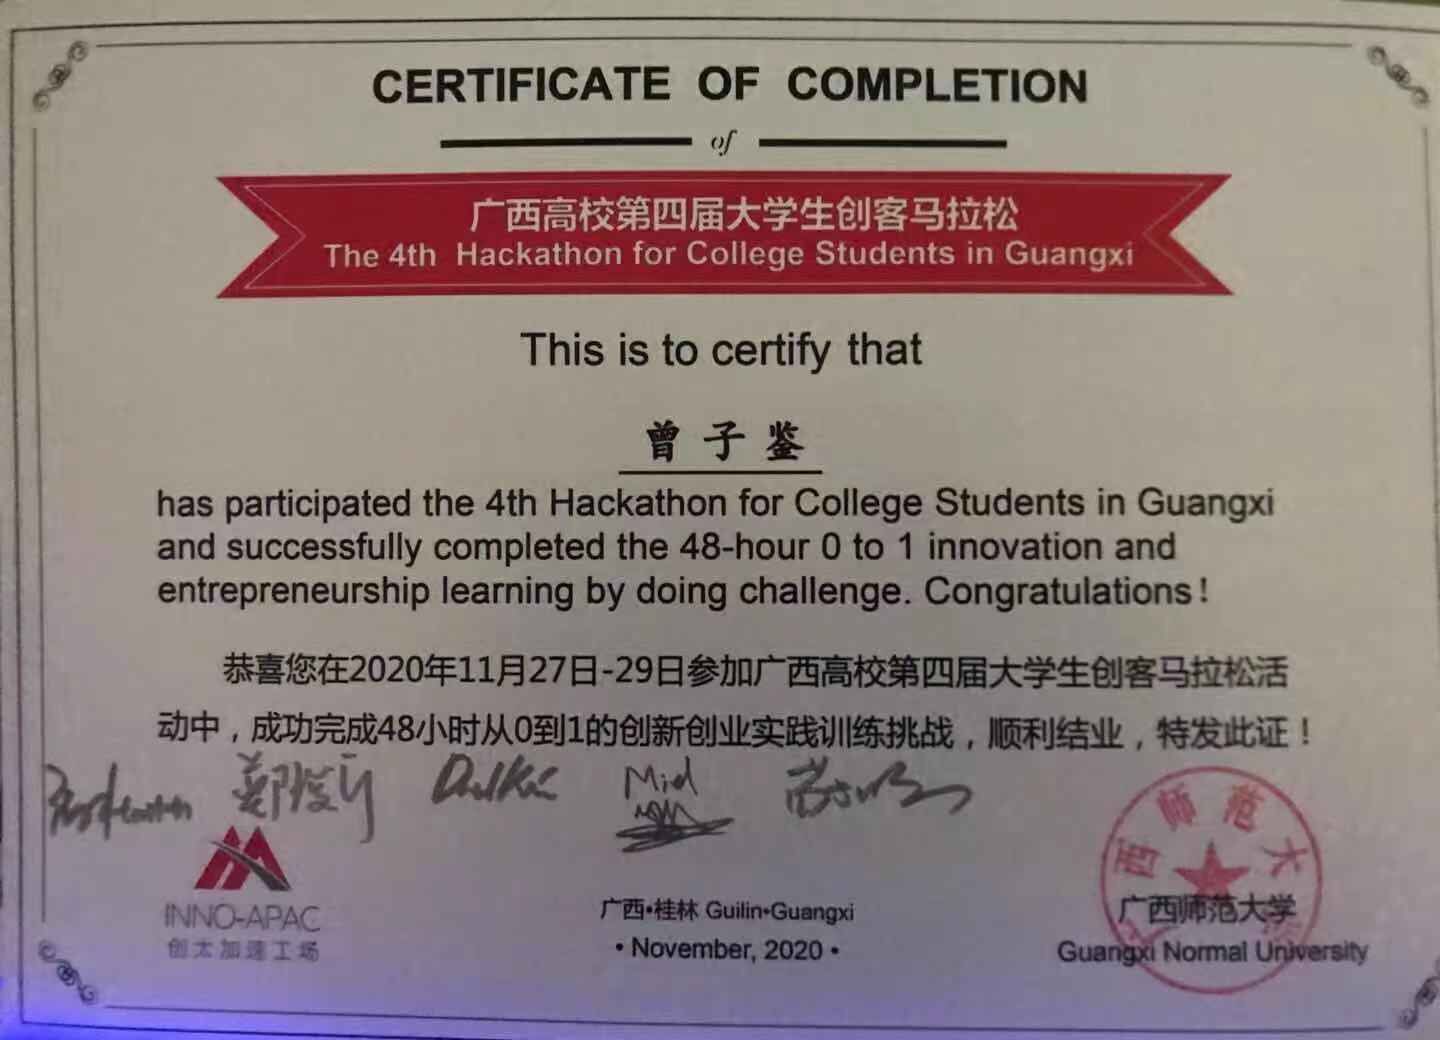 CERTIFICATE OF COMPLETION
of
广西高校第四届大学生创客马拉松
The 4th Hackathon for College Students in Guangxi
This is to certify that
曾子鉴
has participated the 4th Hackathon for College Students in Guangxi
and successfully completed the 48-hour 0 to 1 innovation and
entrepreneurship learning by doing challenge. Congratulations!
恭喜您在2020年11月27日-29日参加广西高校第四届大学生创客马拉松活
动中，成功完成48小时从0到1的创新创业实践训练挑战，顺利结业，特发此证！
INNO-APAC
创太加速工场
广西•桂林 Guilin•Guangxi
• November, 2020 •
西师范大
广西师范大学
Guangxi Normal University